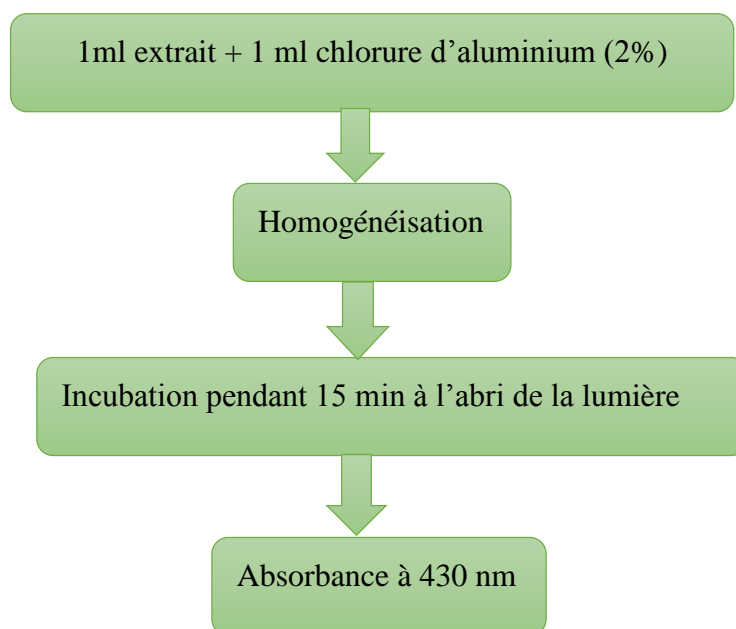 1ml extrait + 1 ml chlorure d’aluminium (2%)
Homogénéisation
Incubation pendant 15 min à l’abri de la lumière
Absorbance à 430 nm